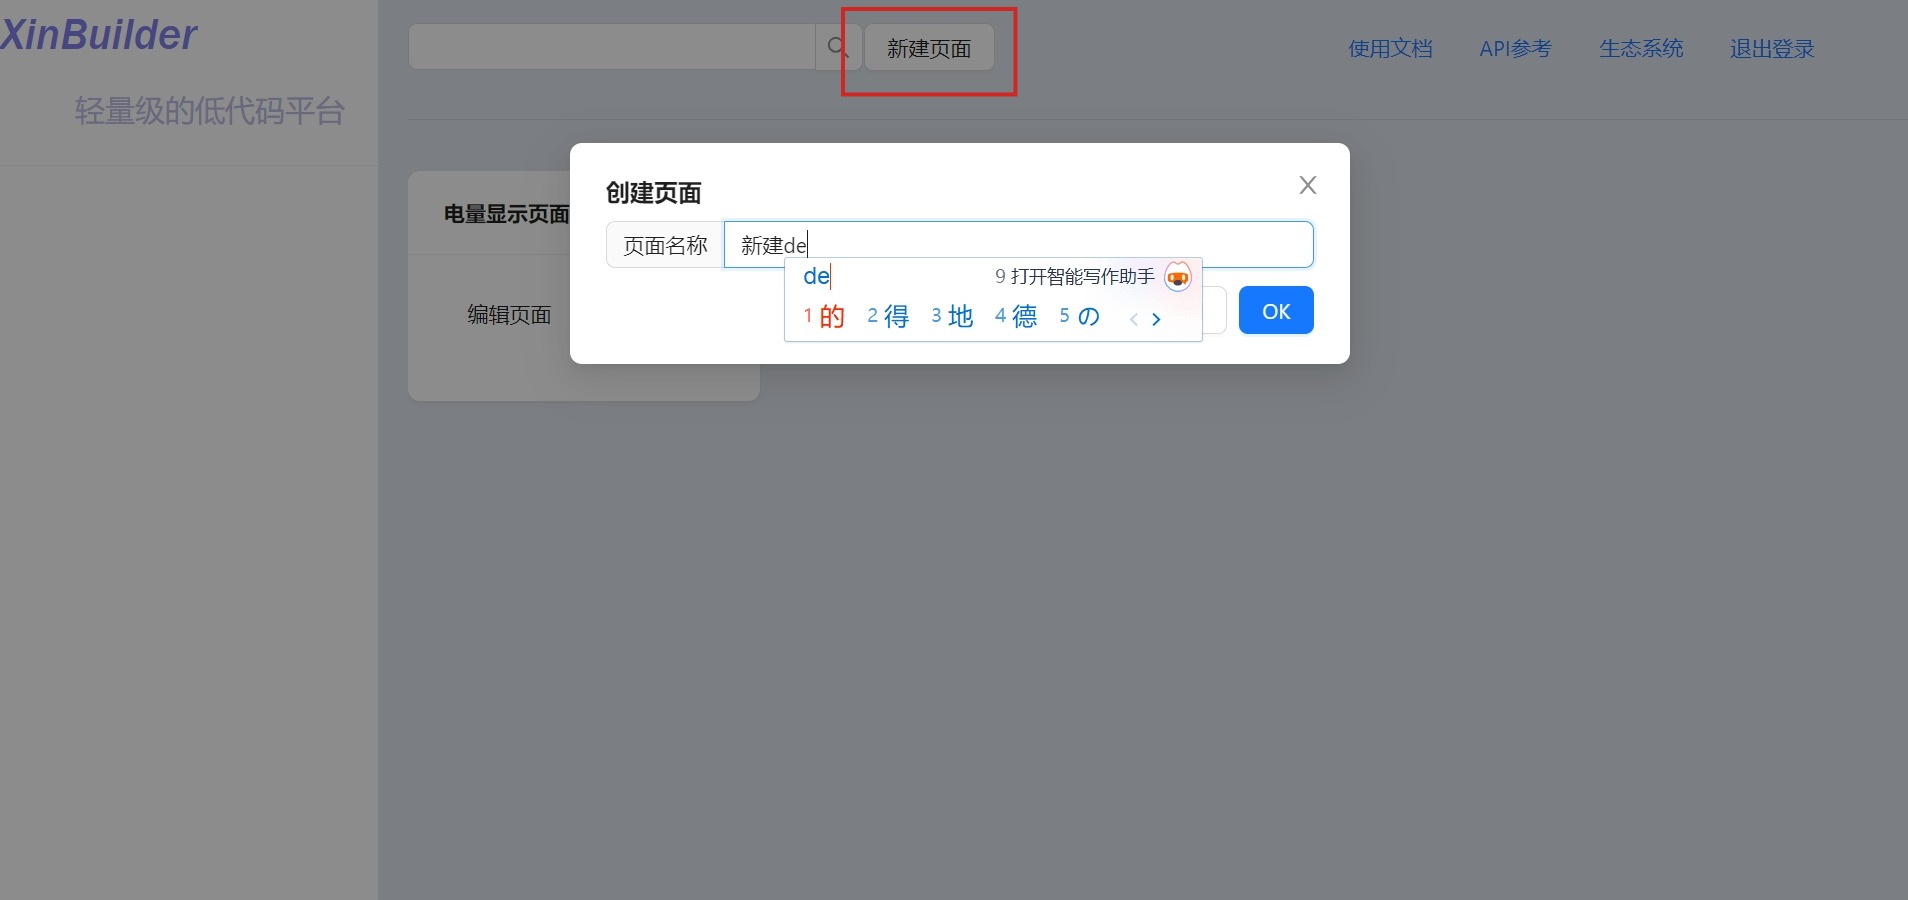 XinBuilder
轻量级的低代码平台
新建页面
使用文档
API参考
生态系统
退出登录
电量显示页面
编辑页面
创建页面
页面名称
新建de
de
9 打开智能写作助手
1 的 2 得 3 地 4 德 5 の
OK